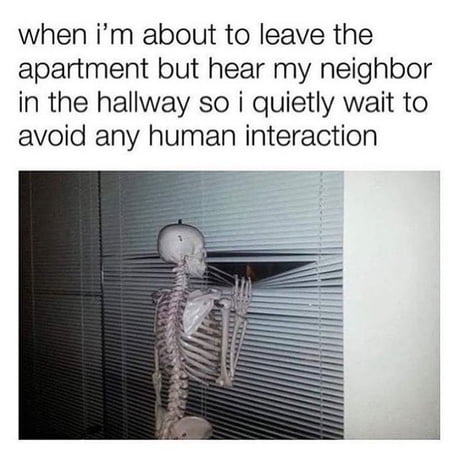 when i'm about to leave the
apartment but hear my neighbor
in the hallway so i quietly wait to
avoid any human interaction